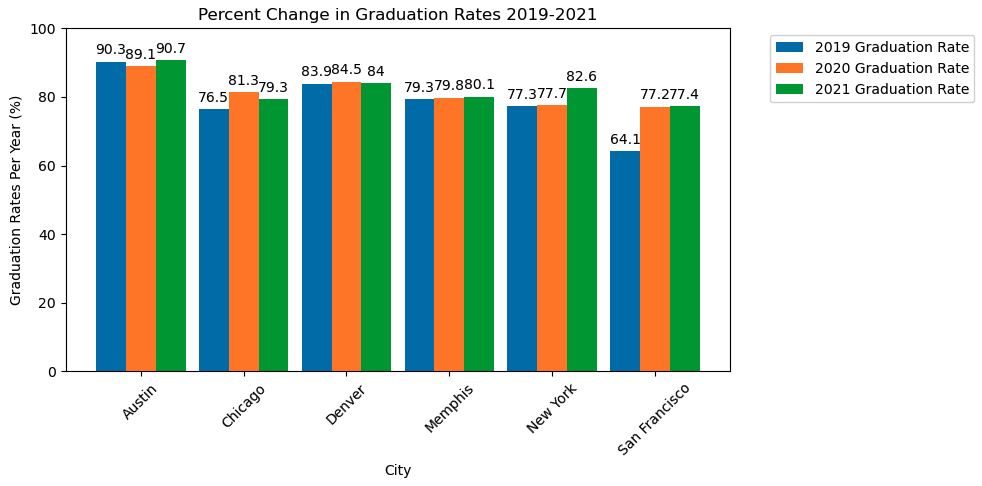 Percent Change in Graduation Rates 2019-2021
Graduation Rates Per Year (%)
100
80
60
40
20
0
90.3 89.1 90.7
76.5 81.3 79.3
83.9 84.5 84
79.3 79.8 80.1
77.3 77.7 82.6
64.1 77.2 77.4
Austin
Chicago
Denver
Memphis
New York
San Francisco
City
2019 Graduation Rate
2020 Graduation Rate
2021 Graduation Rate